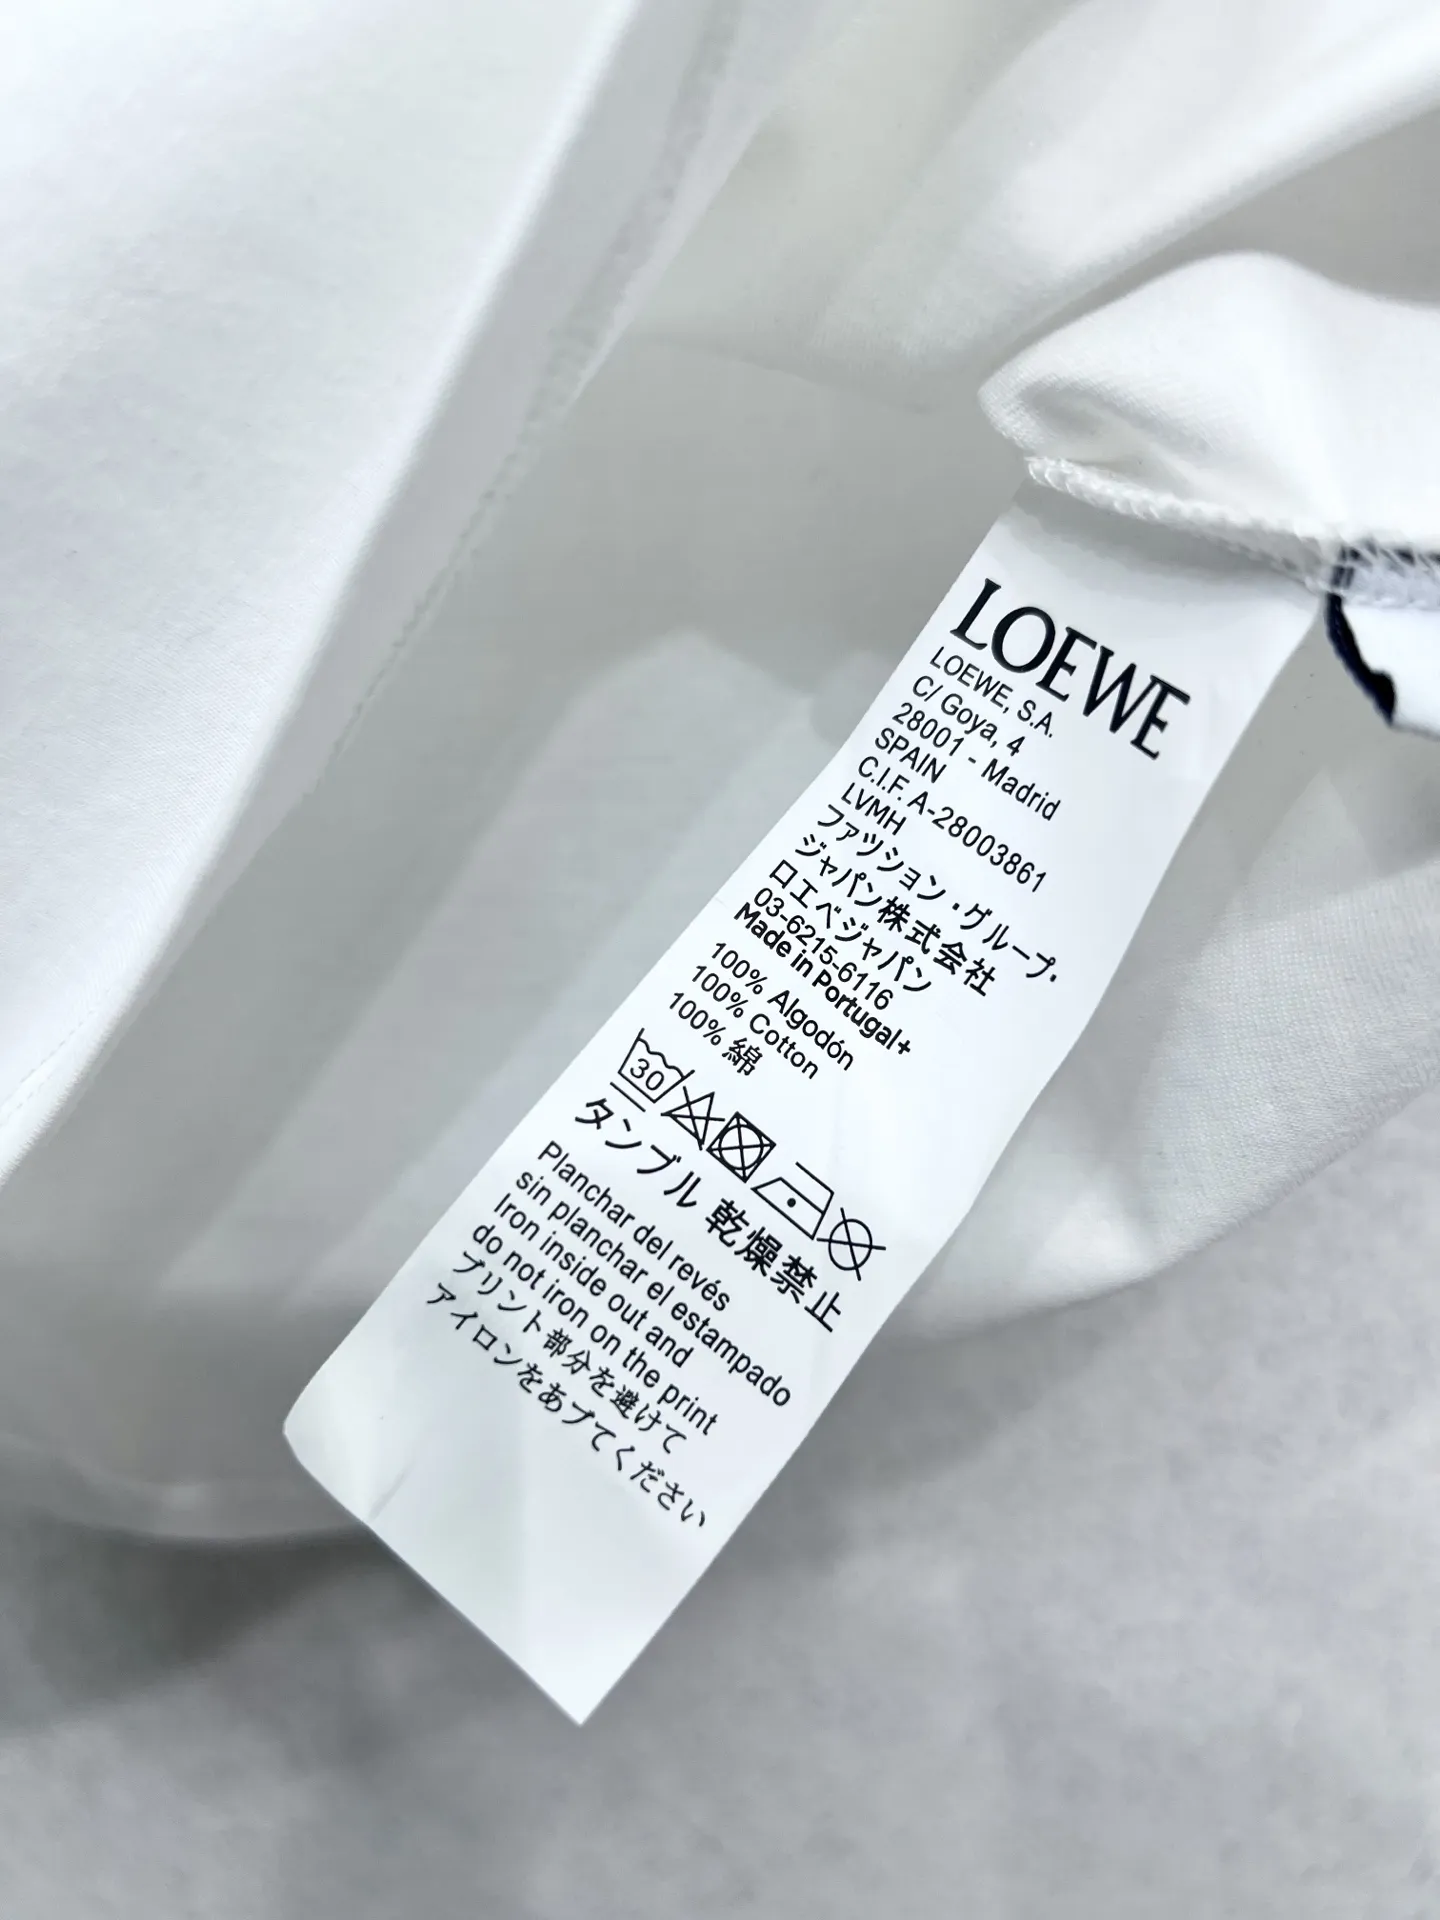 LOEWE
LOEWE, S.A.
C/ Goya, 4
28001 - Madrid
SPAIN
C.I.F. A-28003861
LVMH
ファツション・グループ・
ジャパン株式会社
ロエベジャパン
03-6215-6116
Made in Portugal+
100% Algodón
100% Cotton
100% 綿
30
タンブル 乾燥禁止
Planchar del revés
sin planchar el estampado
Iron inside out and
do not iron on the print
プリント部分を避けて
アイロンをあブてください